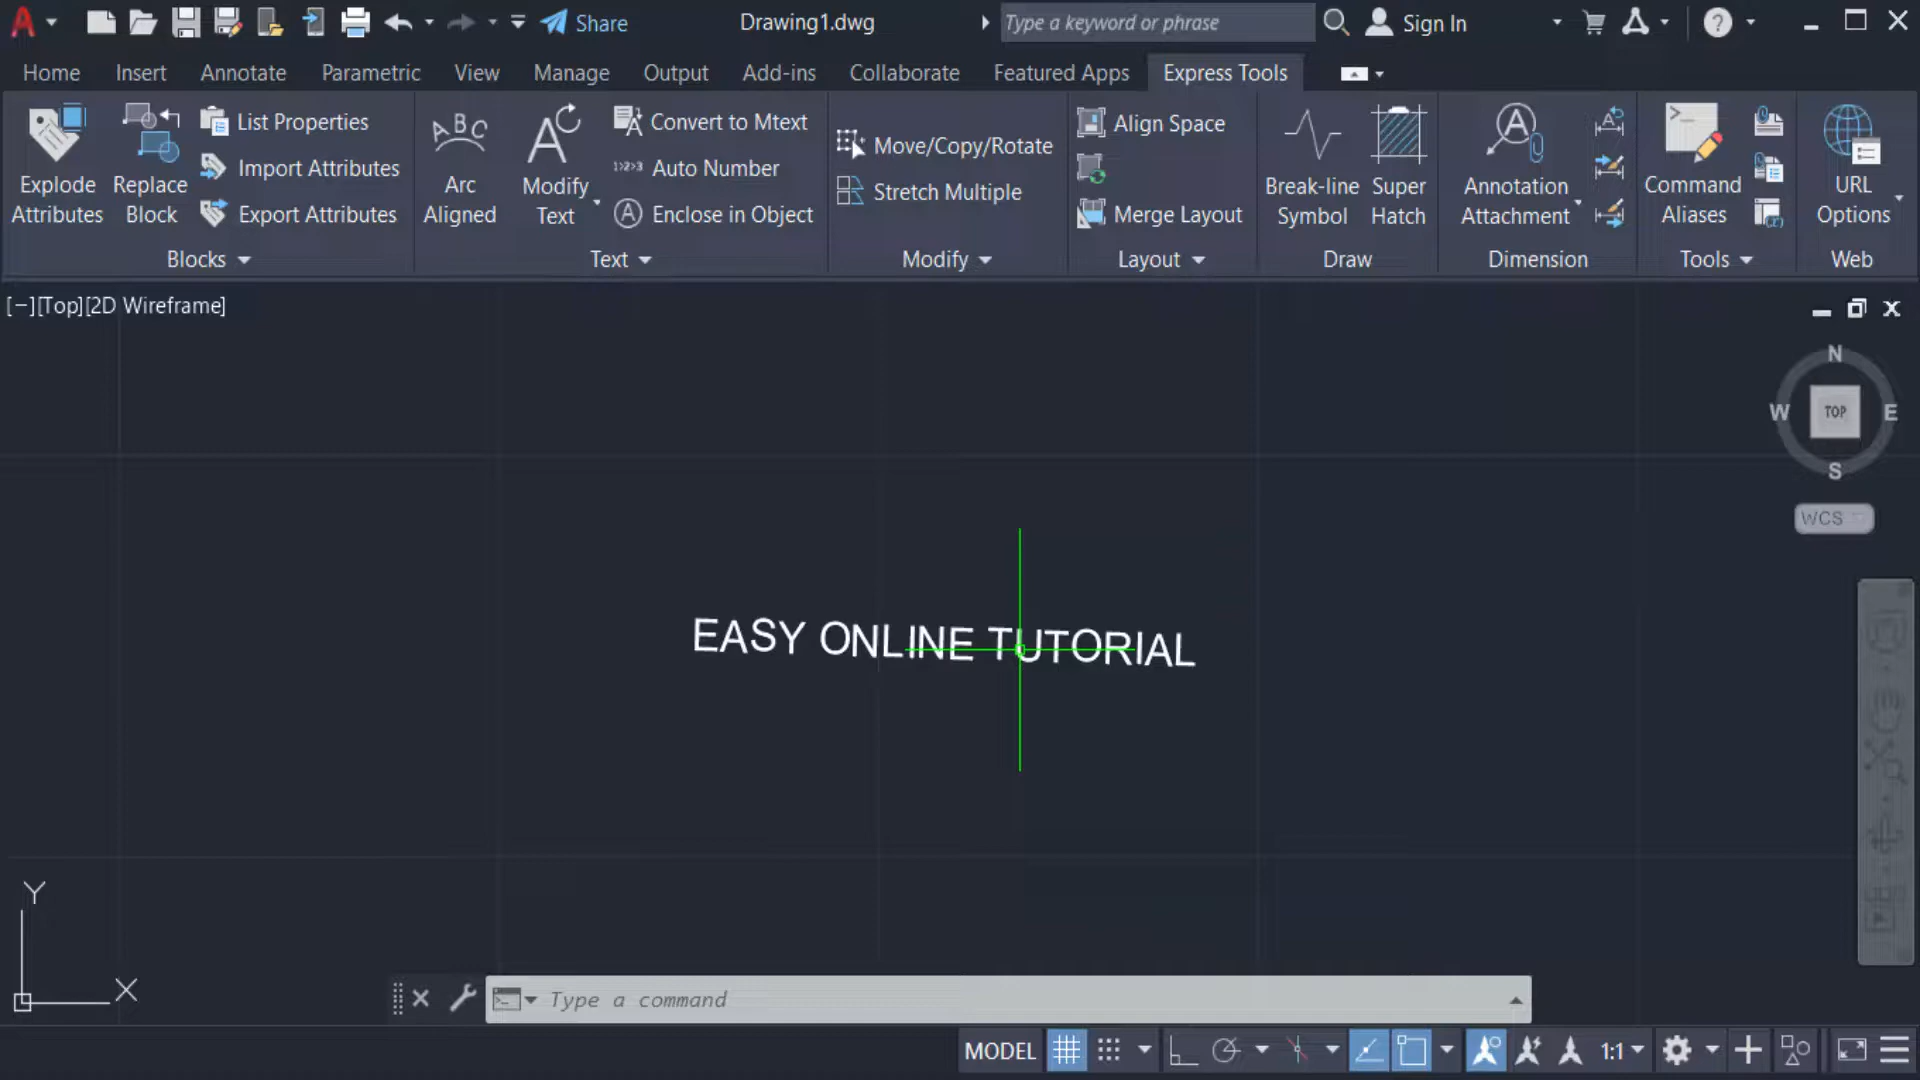 Share
Drawing1.dwg
Type a keyword or phrase
Sign In
Home
Insert
Annotate
Parametric
View
Manage
Output
Add-ins
Collaborate
Featured Apps
Express Tools
Explode Attributes
Replace Block
List Properties
Import Attributes
Export Attributes
Blocks
ABC
Arc Aligned
Modify Text
Convert to Mtext
Auto Number
Enclose in Object
Text
Move/Copy/Rotate
Stretch Multiple
Modify
Align Space
Merge Layout
Layout
Break-line Symbol
Super Hatch
Draw
Annotation Attachment
Dimension
Command Aliases
Tools
URL Options
Web
[−][Top][2D Wireframe]
N
W
TOP
E
S
WCS
EASY ONLINE TUTORIAL
Y
X
Type a command
MODEL
1:1